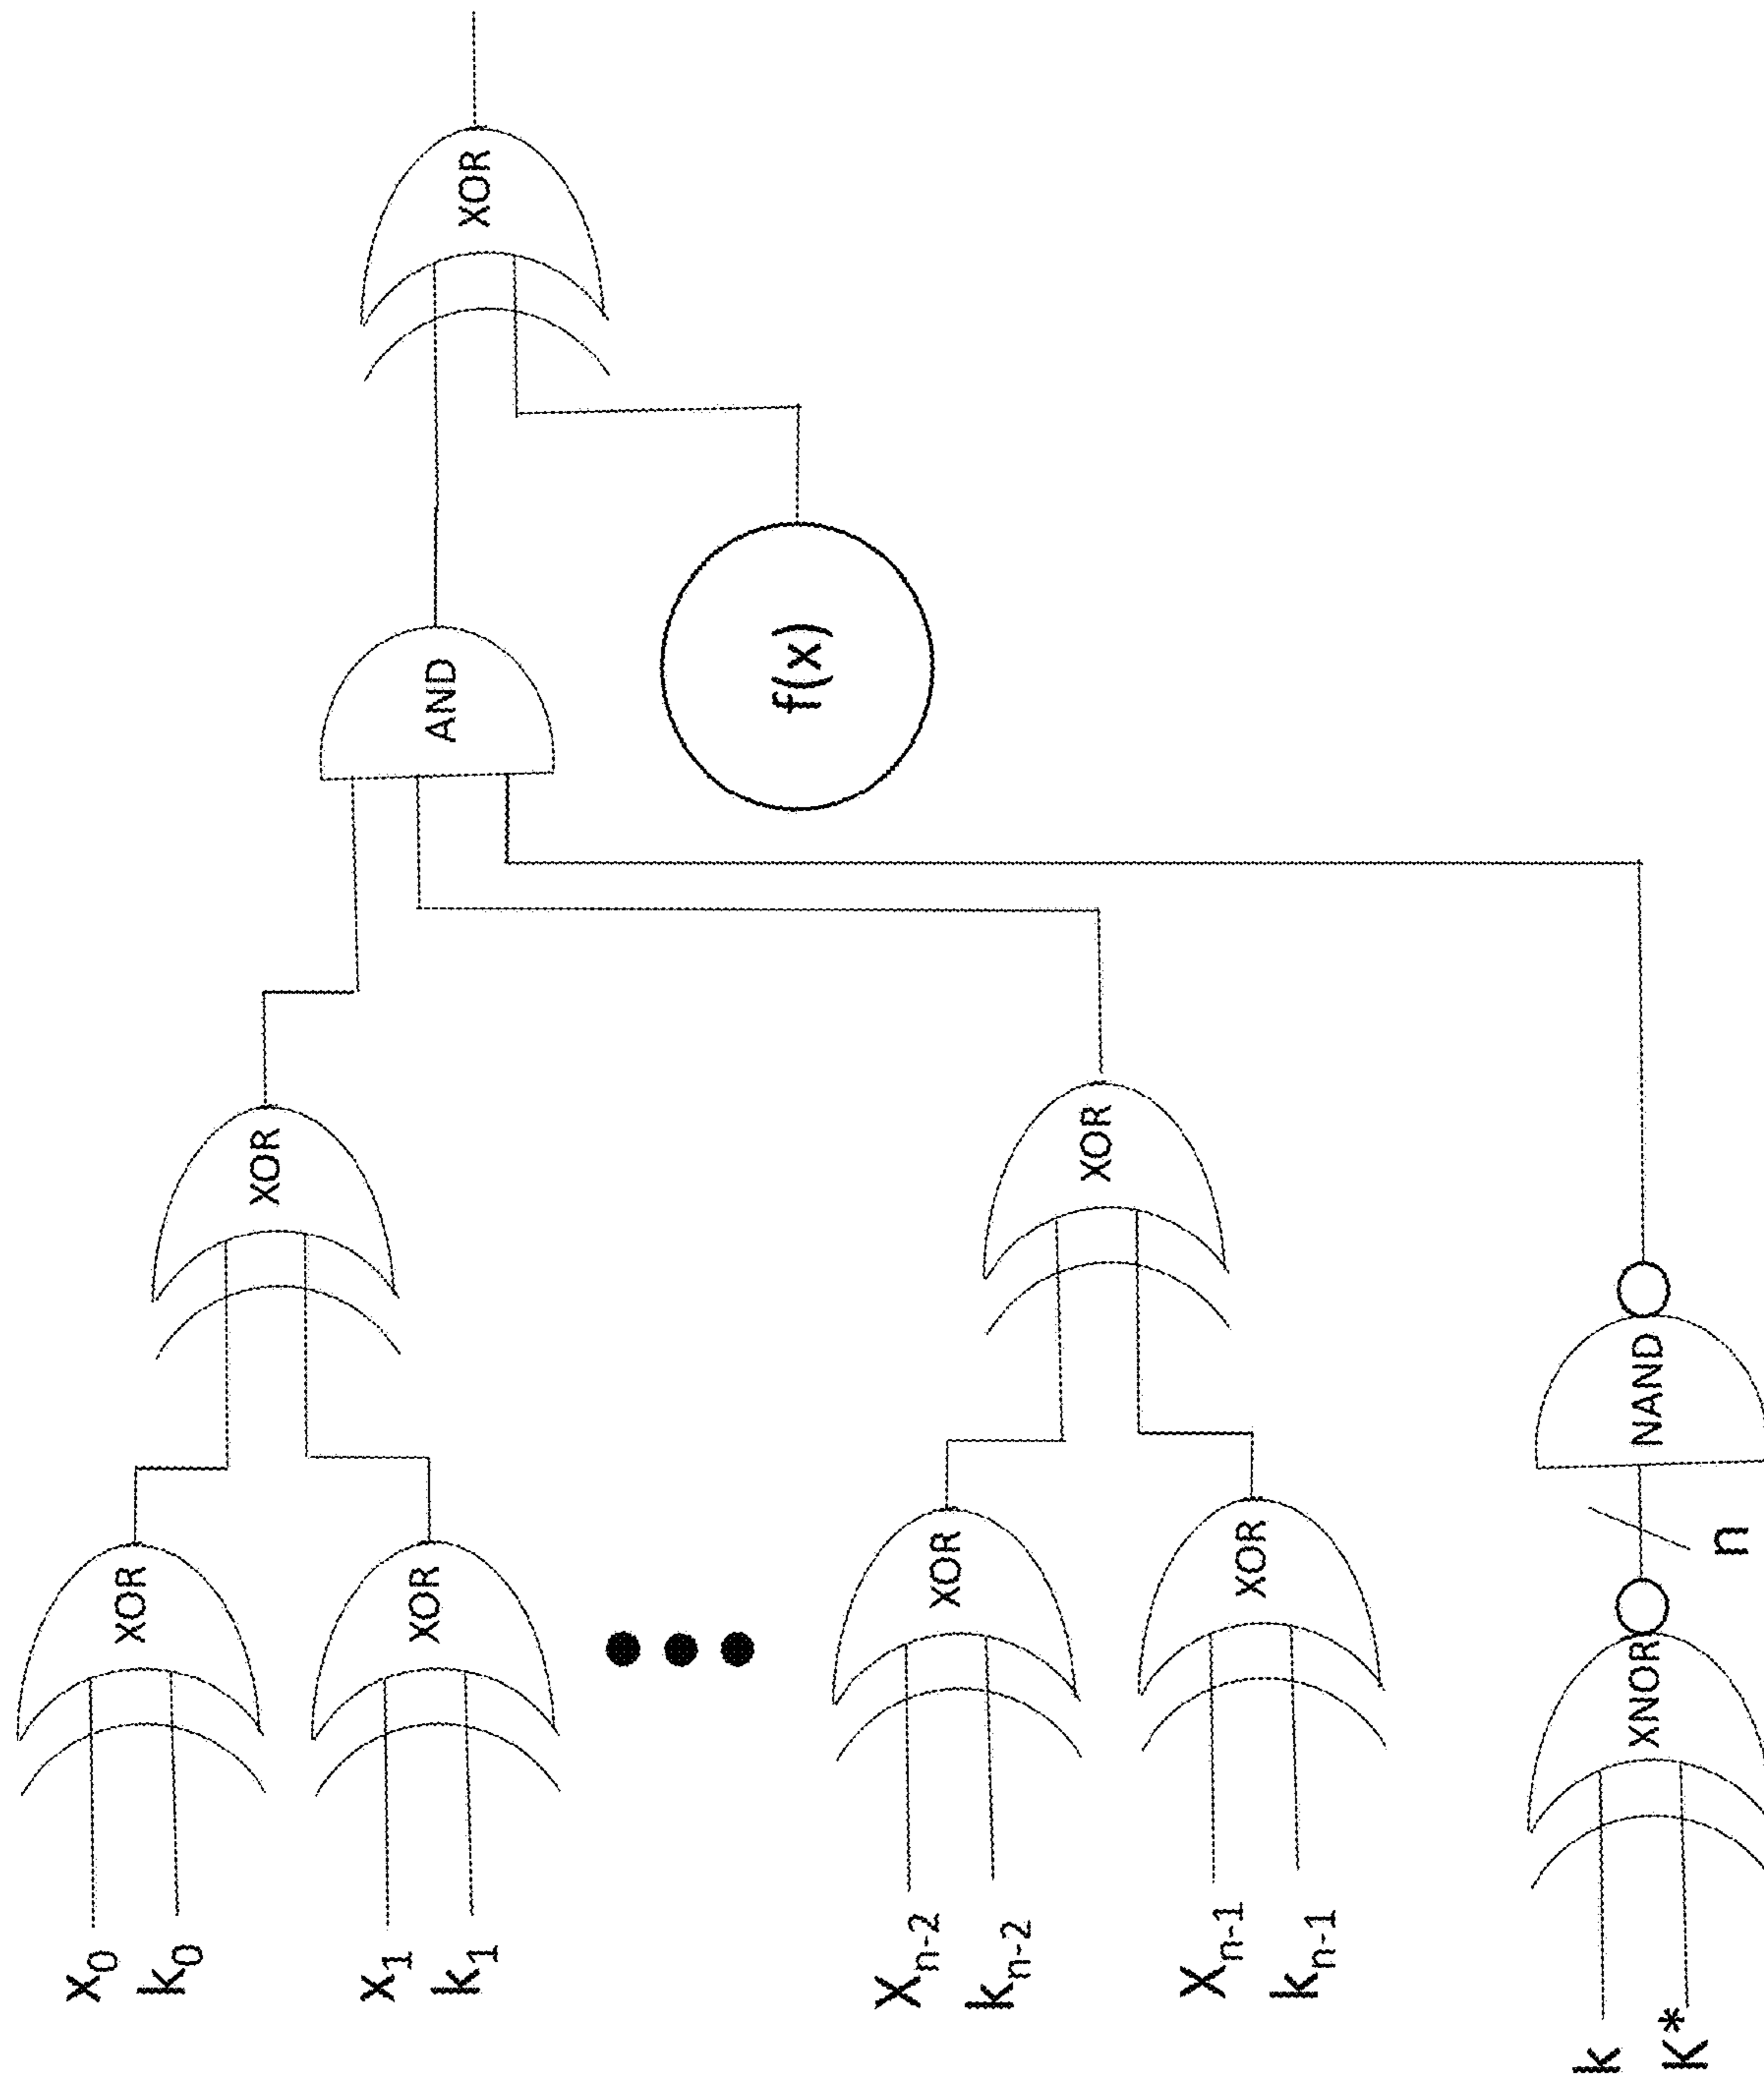 x₀
k₀
XOR
x₁
k₁
XOR
XOR
Xₙ₋₂
kₙ₋₂
XOR
Xₙ₋₁
kₙ₋₁
XOR
XOR
k
K*
XNOR
n
NAND
AND
f(x)
XOR